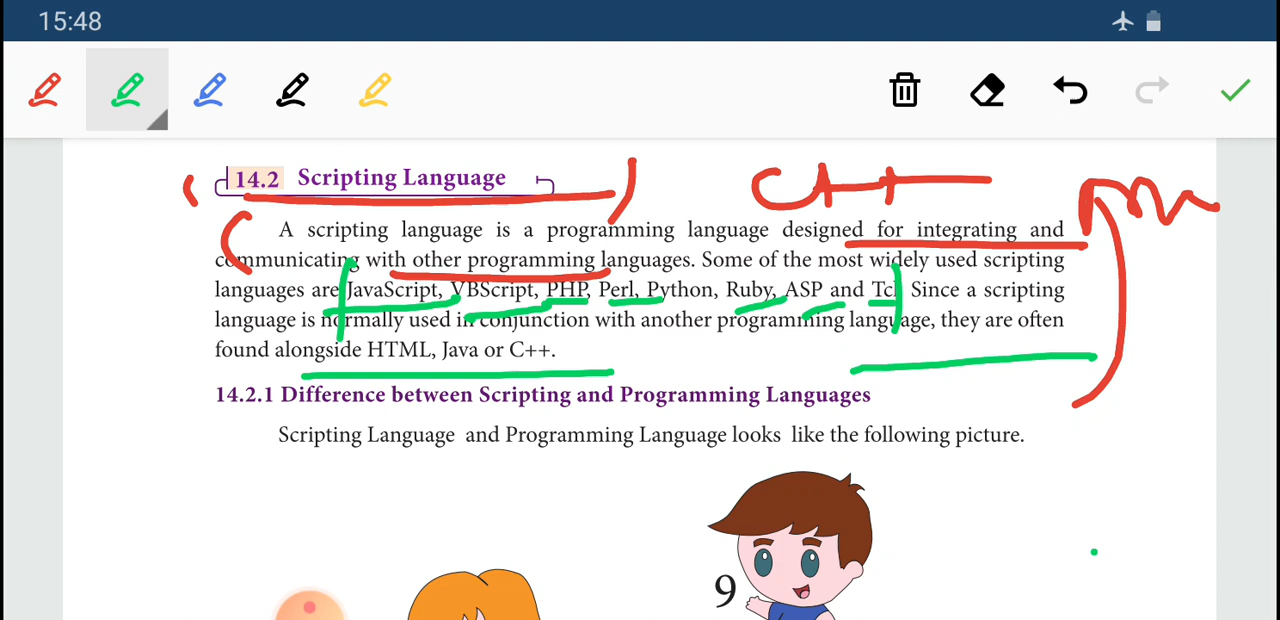 15:48
14.2 Scripting Language
C++
A scripting language is a programming language designed for integrating and
communicating with other programming languages. Some of the most widely used scripting
languages are JavaScript, VBScript, PHP, Perl, Python, Ruby, ASP and Tcl. Since a scripting
language is normally used in conjunction with another programming language, they are often
found alongside HTML, Java or C++.
14.2.1 Difference between Scripting and Programming Languages
Scripting Language and Programming Language looks like the following picture.
9